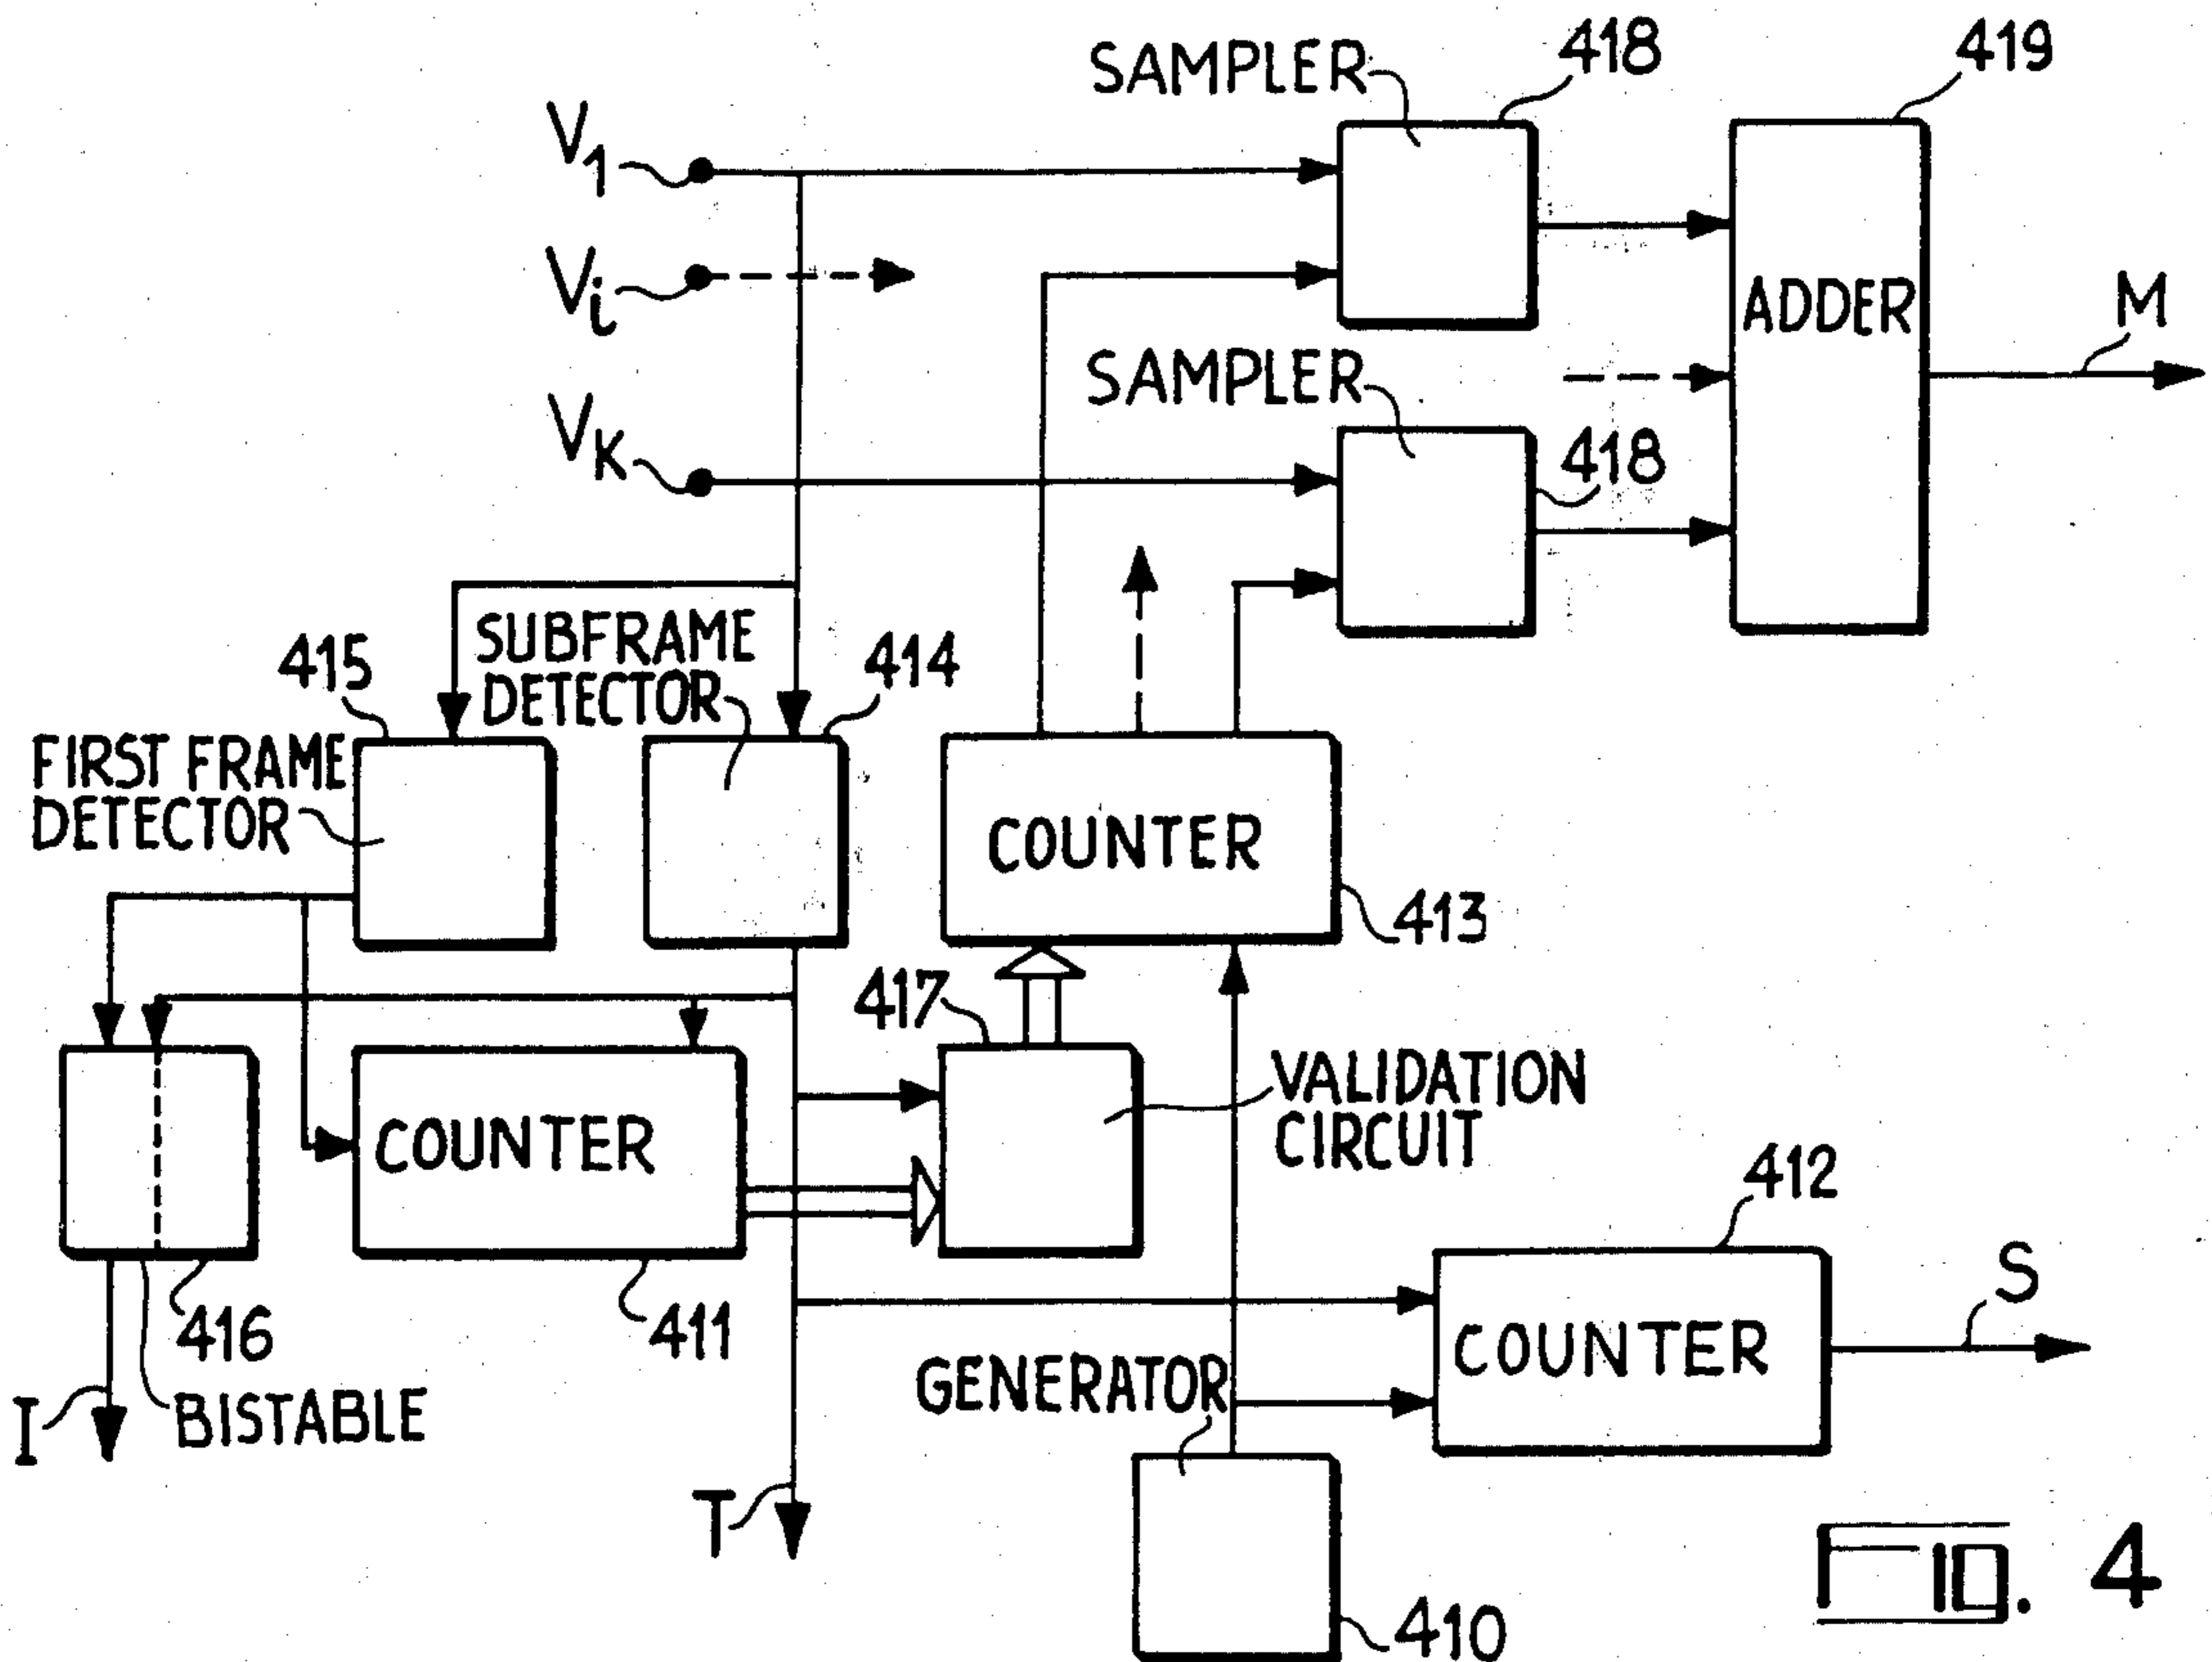 SAMPLER
418
419
V1
Vi
ADDER
M
SAMPLER
VK
418
SUBFRAME
DETECTOR
415
414
FIRST FRAME
DETECTOR
COUNTER
413
417
VALIDATION
CIRCUIT
COUNTER
412
S
416
411
COUNTER
GENERATOR
I
BISTABLE
T
410
FIG. 4